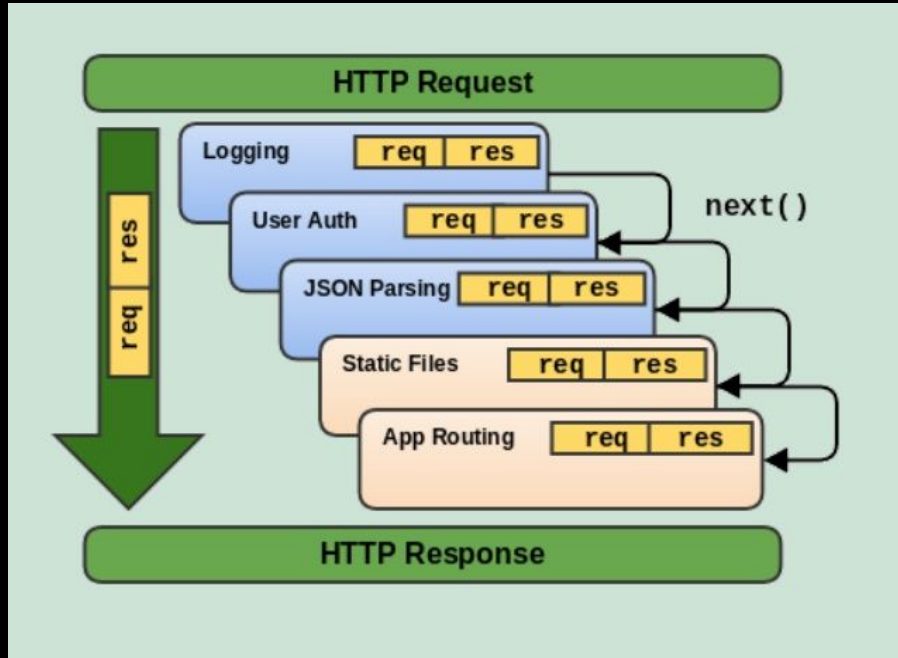 HTTP Request
Logging req res
next()
User Auth req res
JSON Parsing req res
Static Files req res
App Routing req res
res
req
HTTP Response